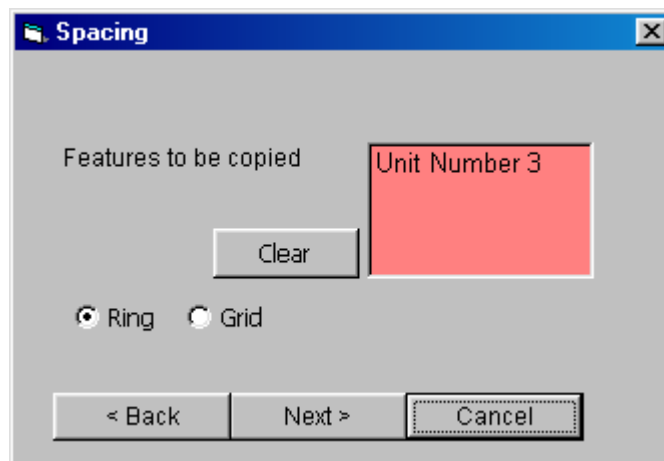 Spacing
Features to be copied
Unit Number 3
Clear
Ring
Grid
< Back
Next >
Cancel